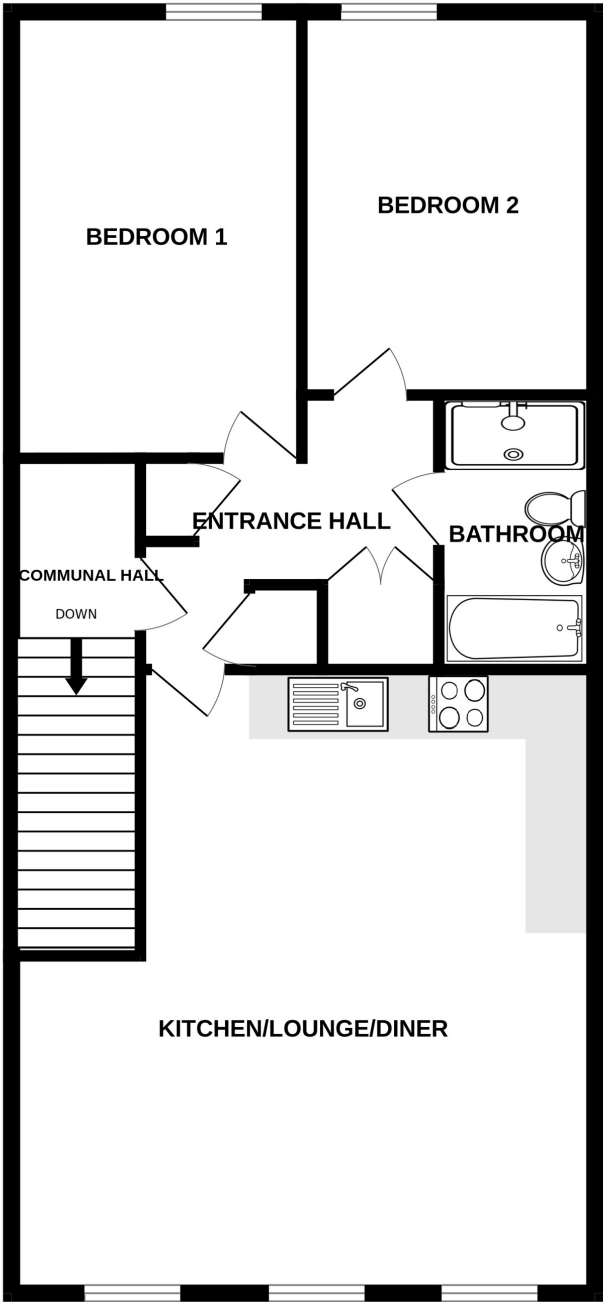 BEDROOM 2
BEDROOM 1
ENTRANCE HALL
BATHROOM
COMMUNAL HALL
DOWN
KITCHEN/LOUNGE/DINER